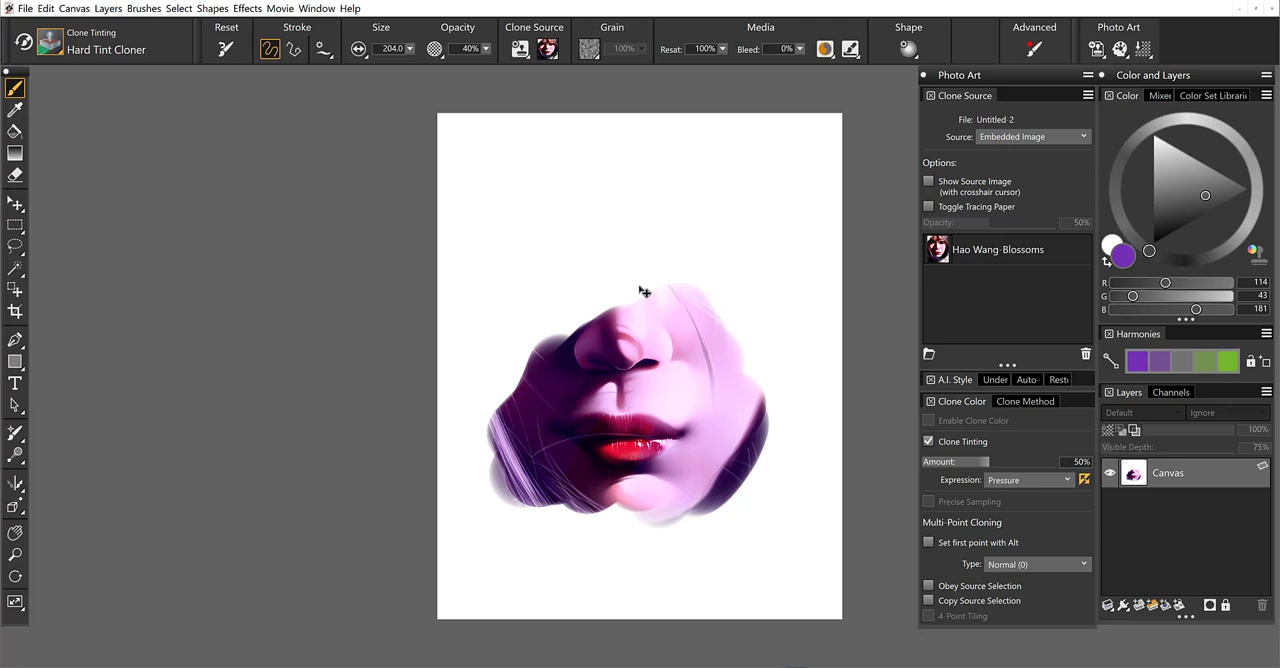 File Edit Canvas Layers Brushes Select Shapes Effects Movie Window Help
Clone Tinting
Hard Tint Cloner
Reset
Stroke
Size
204.0
Opacity
40%
Clone Source
Grain
100%
Media
Resat: 100% Bleed: 0%
Shape
Advanced
Photo Art
Photo Art
Clone Source
File: Untitled-2
Source: Embedded Image
Options:
Show Source Image
(with crosshair cursor)
Toggle Tracing Paper
Opacity: 50%
Hao Wang-Blossoms
A.I. Style Under Auto- Rest
Clone Color Clone Method
Enable Clone Color
Clone Tinting
Amount: 50%
Expression: Pressure
Precise Sampling
Multi-Point Cloning
Set first point with Alt
Type: Normal (0)
Obey Source Selection
Copy Source Selection
4-Point Tiling
Color and Layers
Color Mixer Color Set Librari
R 114
G 43
B 181
Harmonies
Layers Channels
Default Ignore
100%
Visible Depth: 75%
Canvas
T